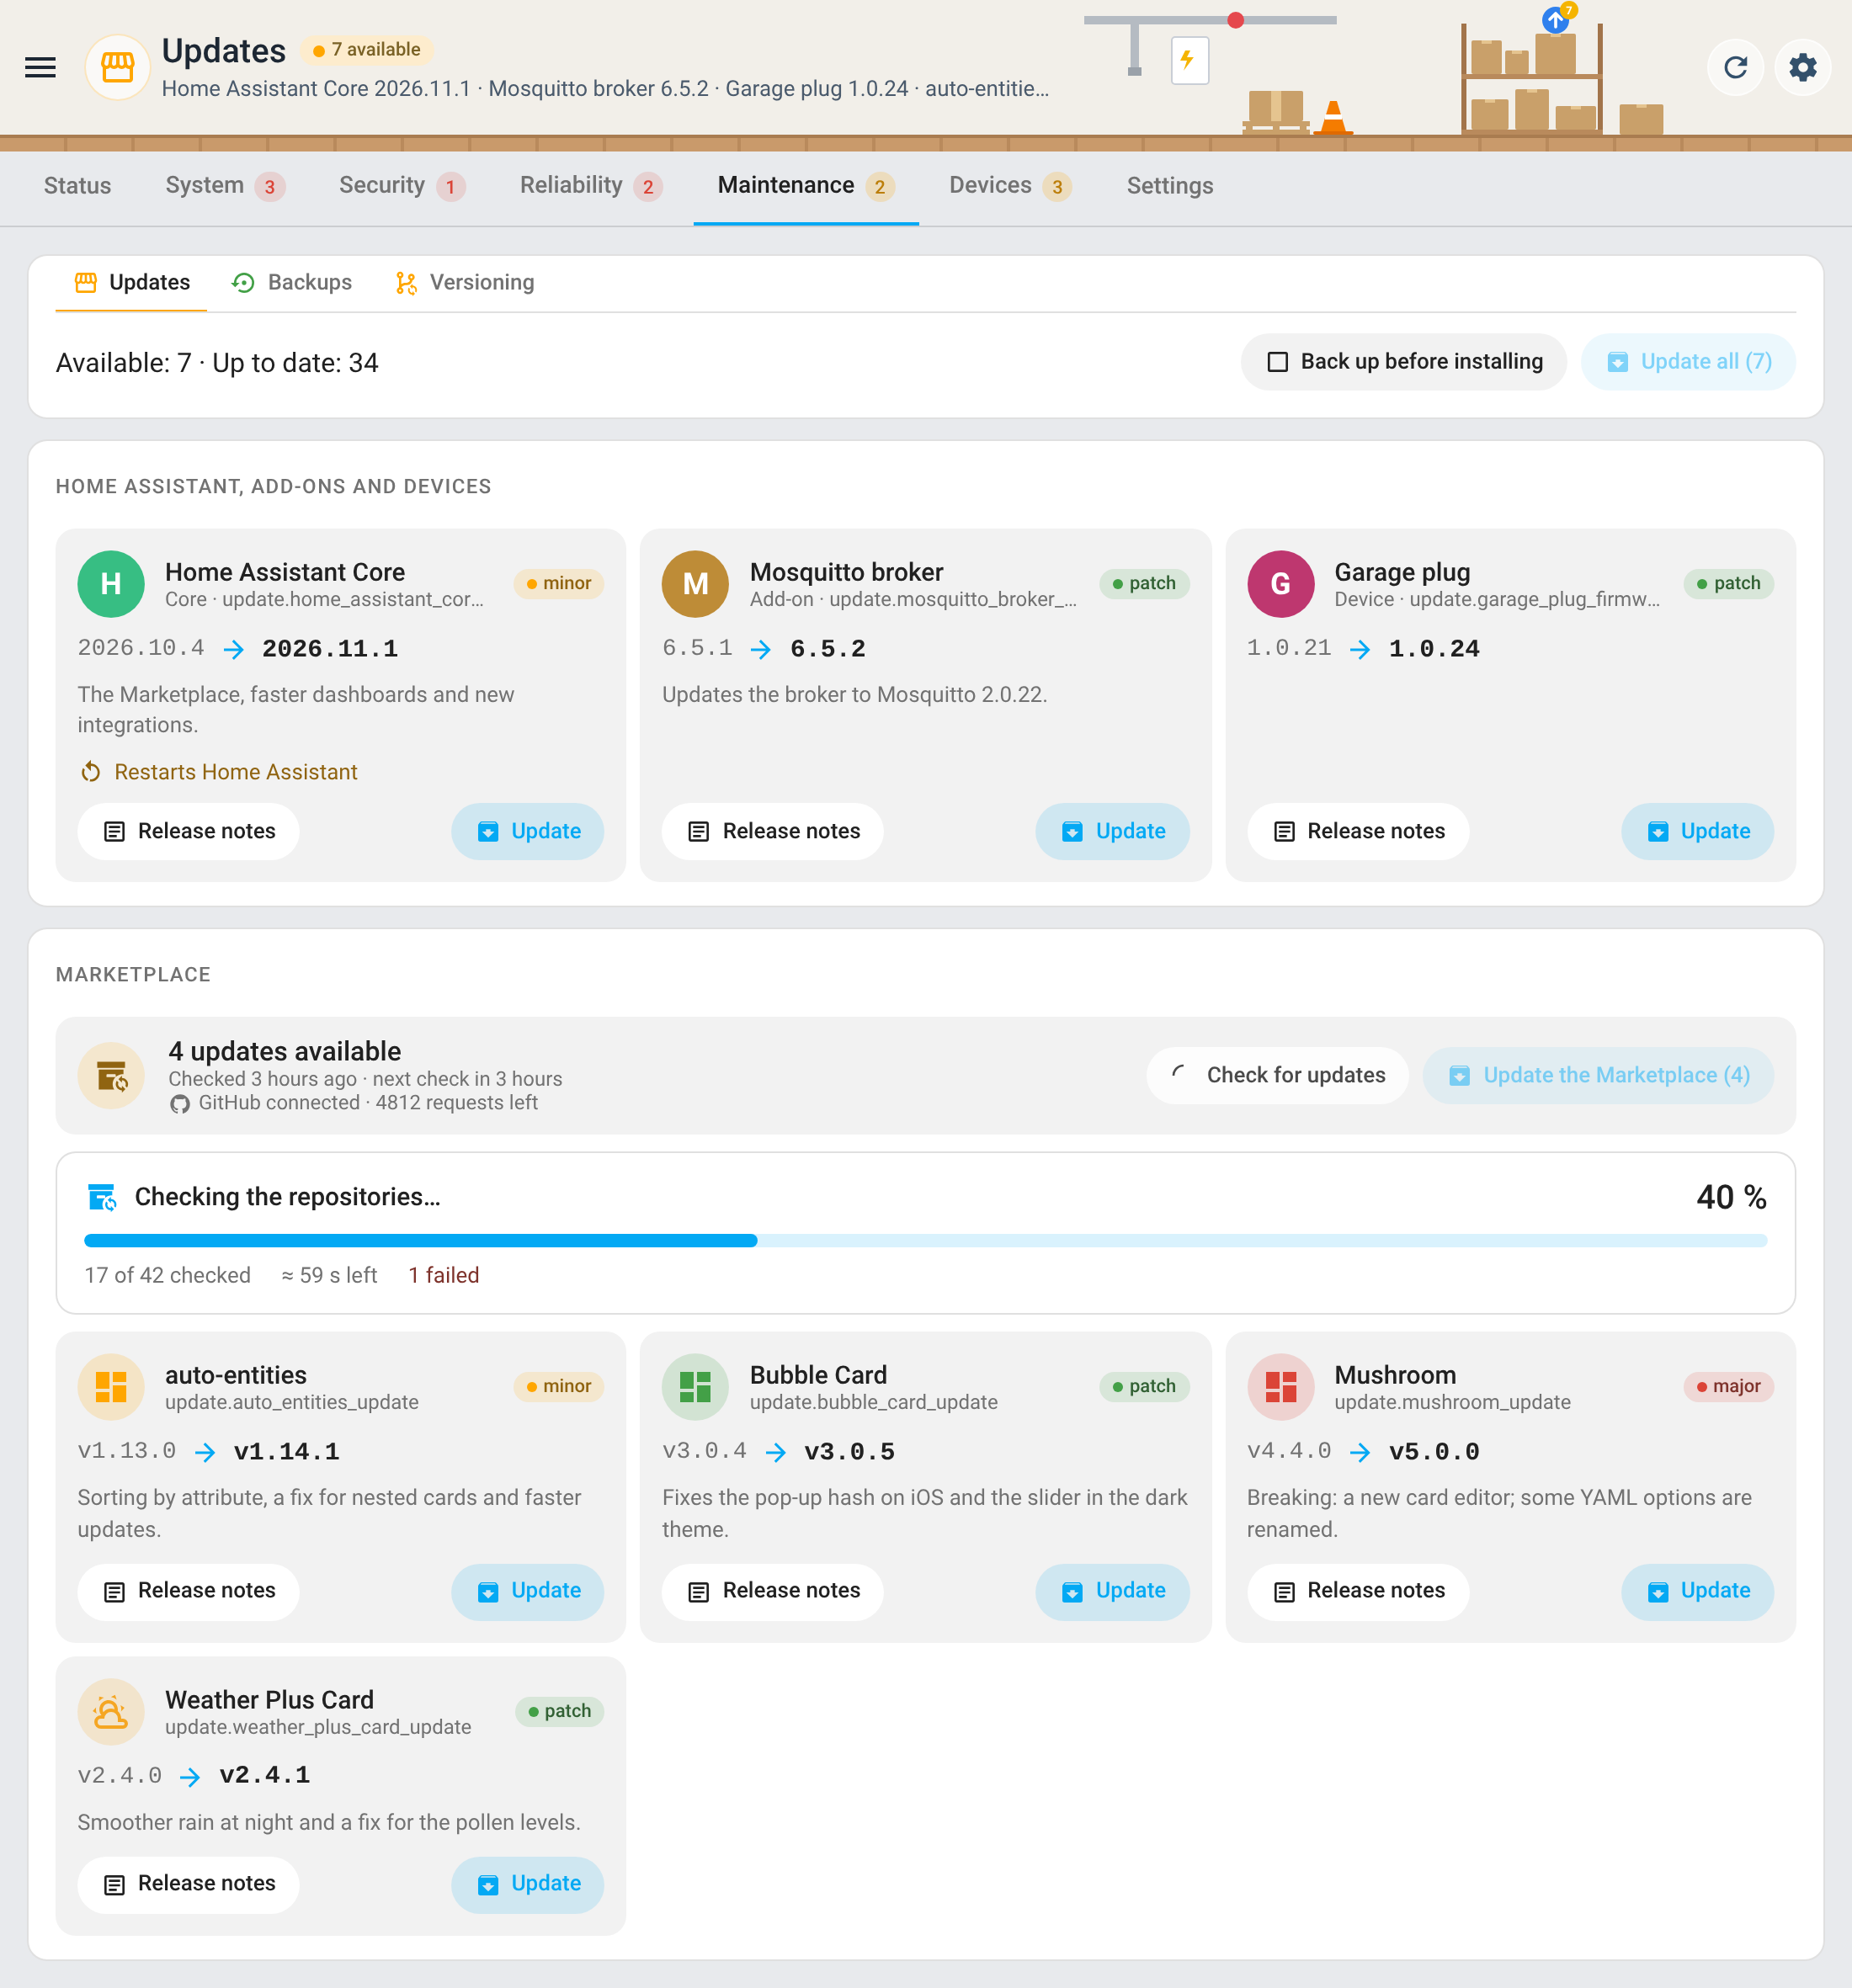 Updates
7 available
7
Home Assistant Core 2026.11.1 · Mosquitto broker 6.5.2 · Garage plug 1.0.24 · auto-entitie…
Status
System 3
Security 1
Reliability 2
Maintenance 2
Devices 3
Settings
Updates
Backups
Versioning
Available: 7 · Up to date: 34
Back up before installing
Update all (7)
HOME ASSISTANT, ADD-ONS AND DEVICES
H
Home Assistant Core
Core · update.home_assistant_cor…
minor
2026.10.4 → 2026.11.1
The Marketplace, faster dashboards and new
integrations.
Restarts Home Assistant
Release notes
Update
M
Mosquitto broker
Add-on · update.mosquitto_broker_…
patch
6.5.1 → 6.5.2
Updates the broker to Mosquitto 2.0.22.
Release notes
Update
G
Garage plug
Device · update.garage_plug_firmw…
patch
1.0.21 → 1.0.24
Release notes
Update
MARKETPLACE
4 updates available
Checked 3 hours ago · next check in 3 hours
GitHub connected · 4812 requests left
Check for updates
Update the Marketplace (4)
Checking the repositories…
40 %
17 of 42 checked
≈ 59 s left
1 failed
auto-entities
update.auto_entities_update
minor
v1.13.0 → v1.14.1
Sorting by attribute, a fix for nested cards and faster
updates.
Release notes
Update
Bubble Card
update.bubble_card_update
patch
v3.0.4 → v3.0.5
Fixes the pop-up hash on iOS and the slider in the dark
theme.
Release notes
Update
Mushroom
update.mushroom_update
major
v4.4.0 → v5.0.0
Breaking: a new card editor; some YAML options are
renamed.
Release notes
Update
Weather Plus Card
update.weather_plus_card_update
patch
v2.4.0 → v2.4.1
Smoother rain at night and a fix for the pollen levels.
Release notes
Update